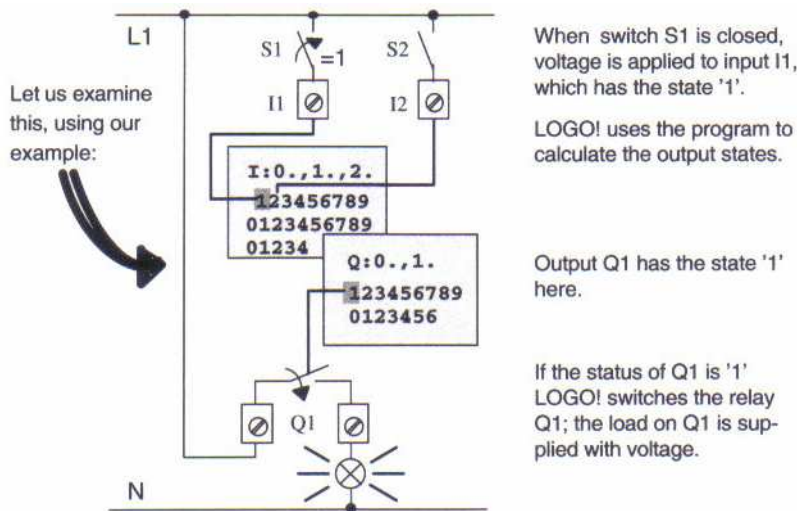 L1
S1
=1
S2
When switch S1 is closed,
voltage is applied to input I1,
which has the state '1'.
Let us examine
this, using our
example:
I1
I2
LOGO! uses the program to
calculate the output states.
I:0.,1.,2.
123456789
0123456789
01234
Q:0.,1.
123456789
0123456
Output Q1 has the state '1'
here.
Q1
If the status of Q1 is '1'
LOGO! switches the relay
Q1; the load on Q1 is sup-
plied with voltage.
N